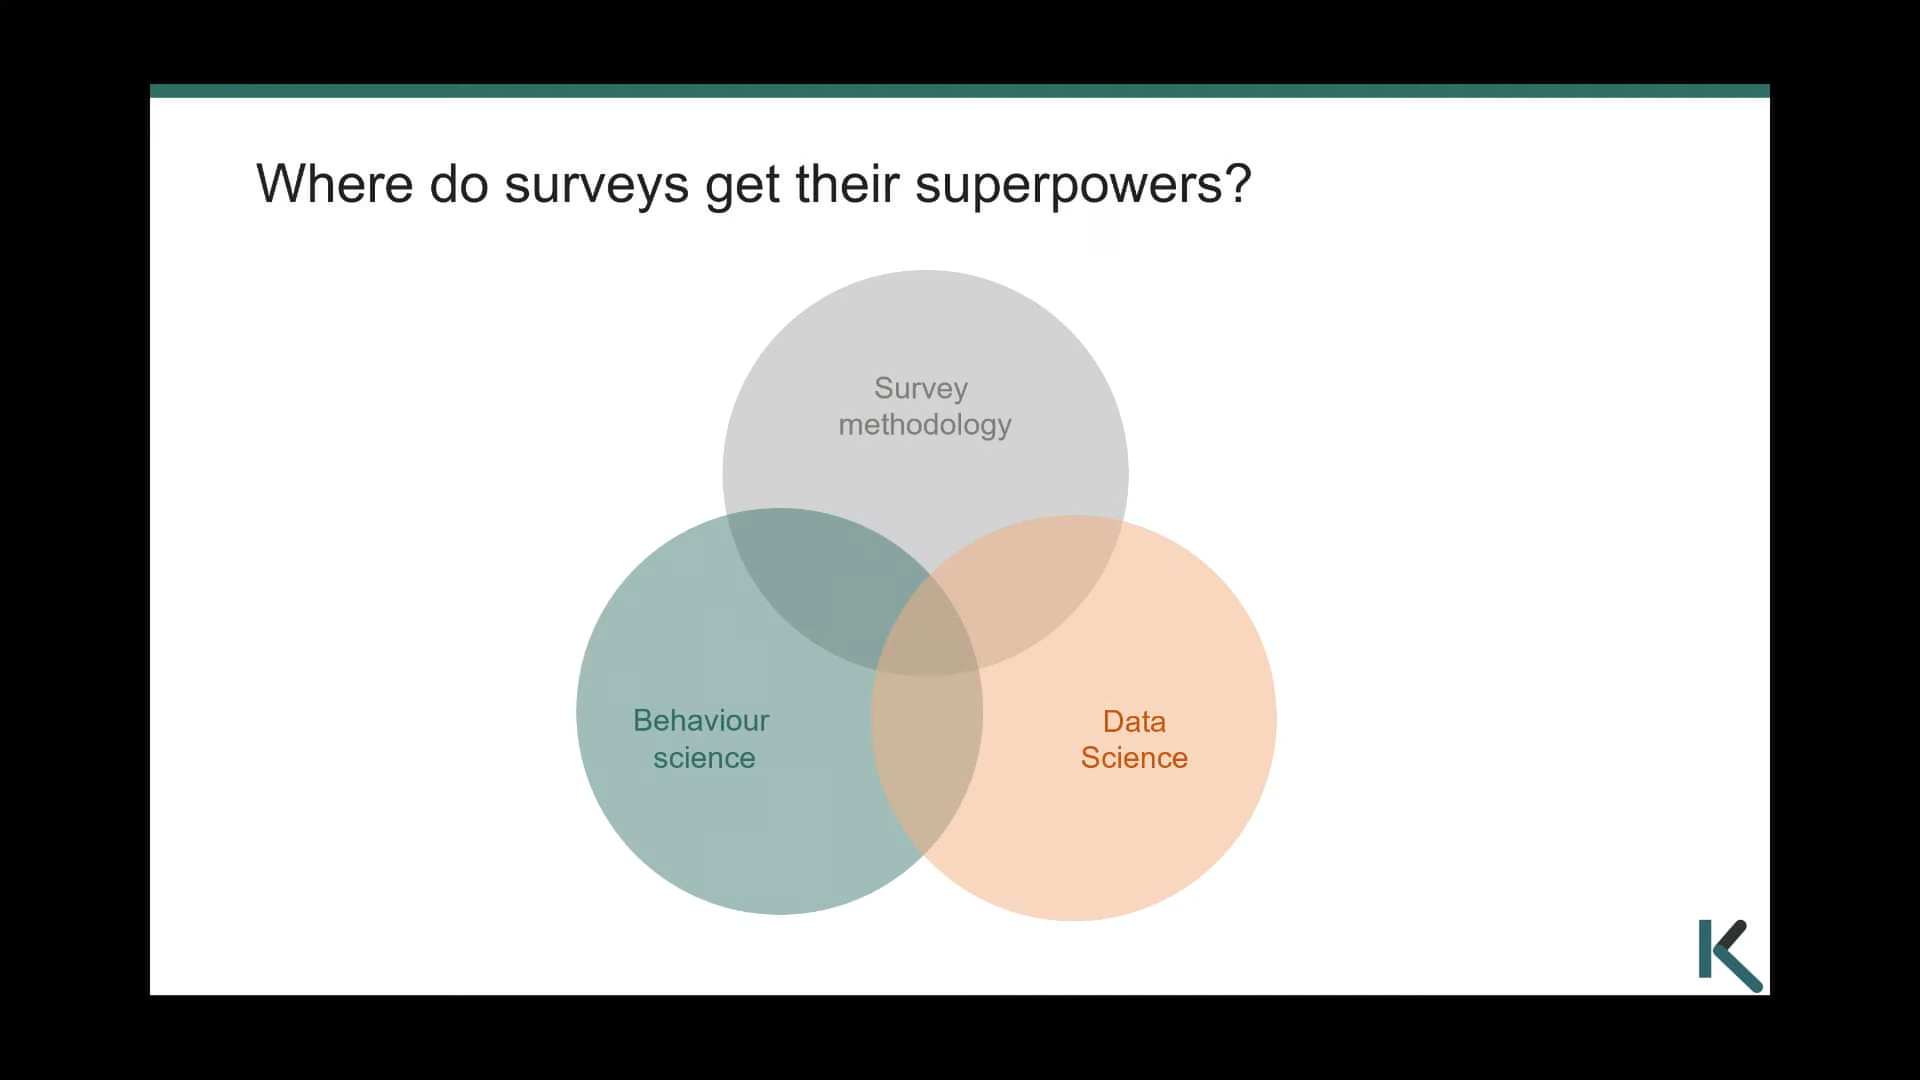 Where do surveys get their superpowers?
Survey
methodology
Behaviour
science
Data
Science
K